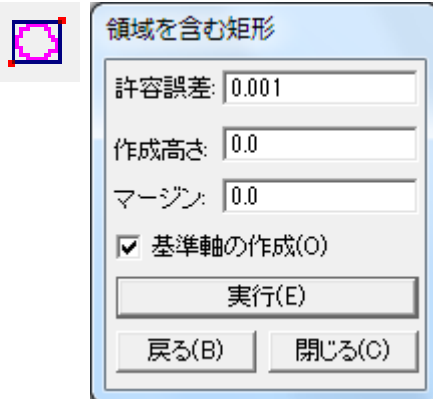 領域を含む矩形
許容誤差: 0.001
作成高さ: 0.0
マージン: 0.0
基準軸の作成(O)
実行(E)
戻る(B) 閉じる(C)